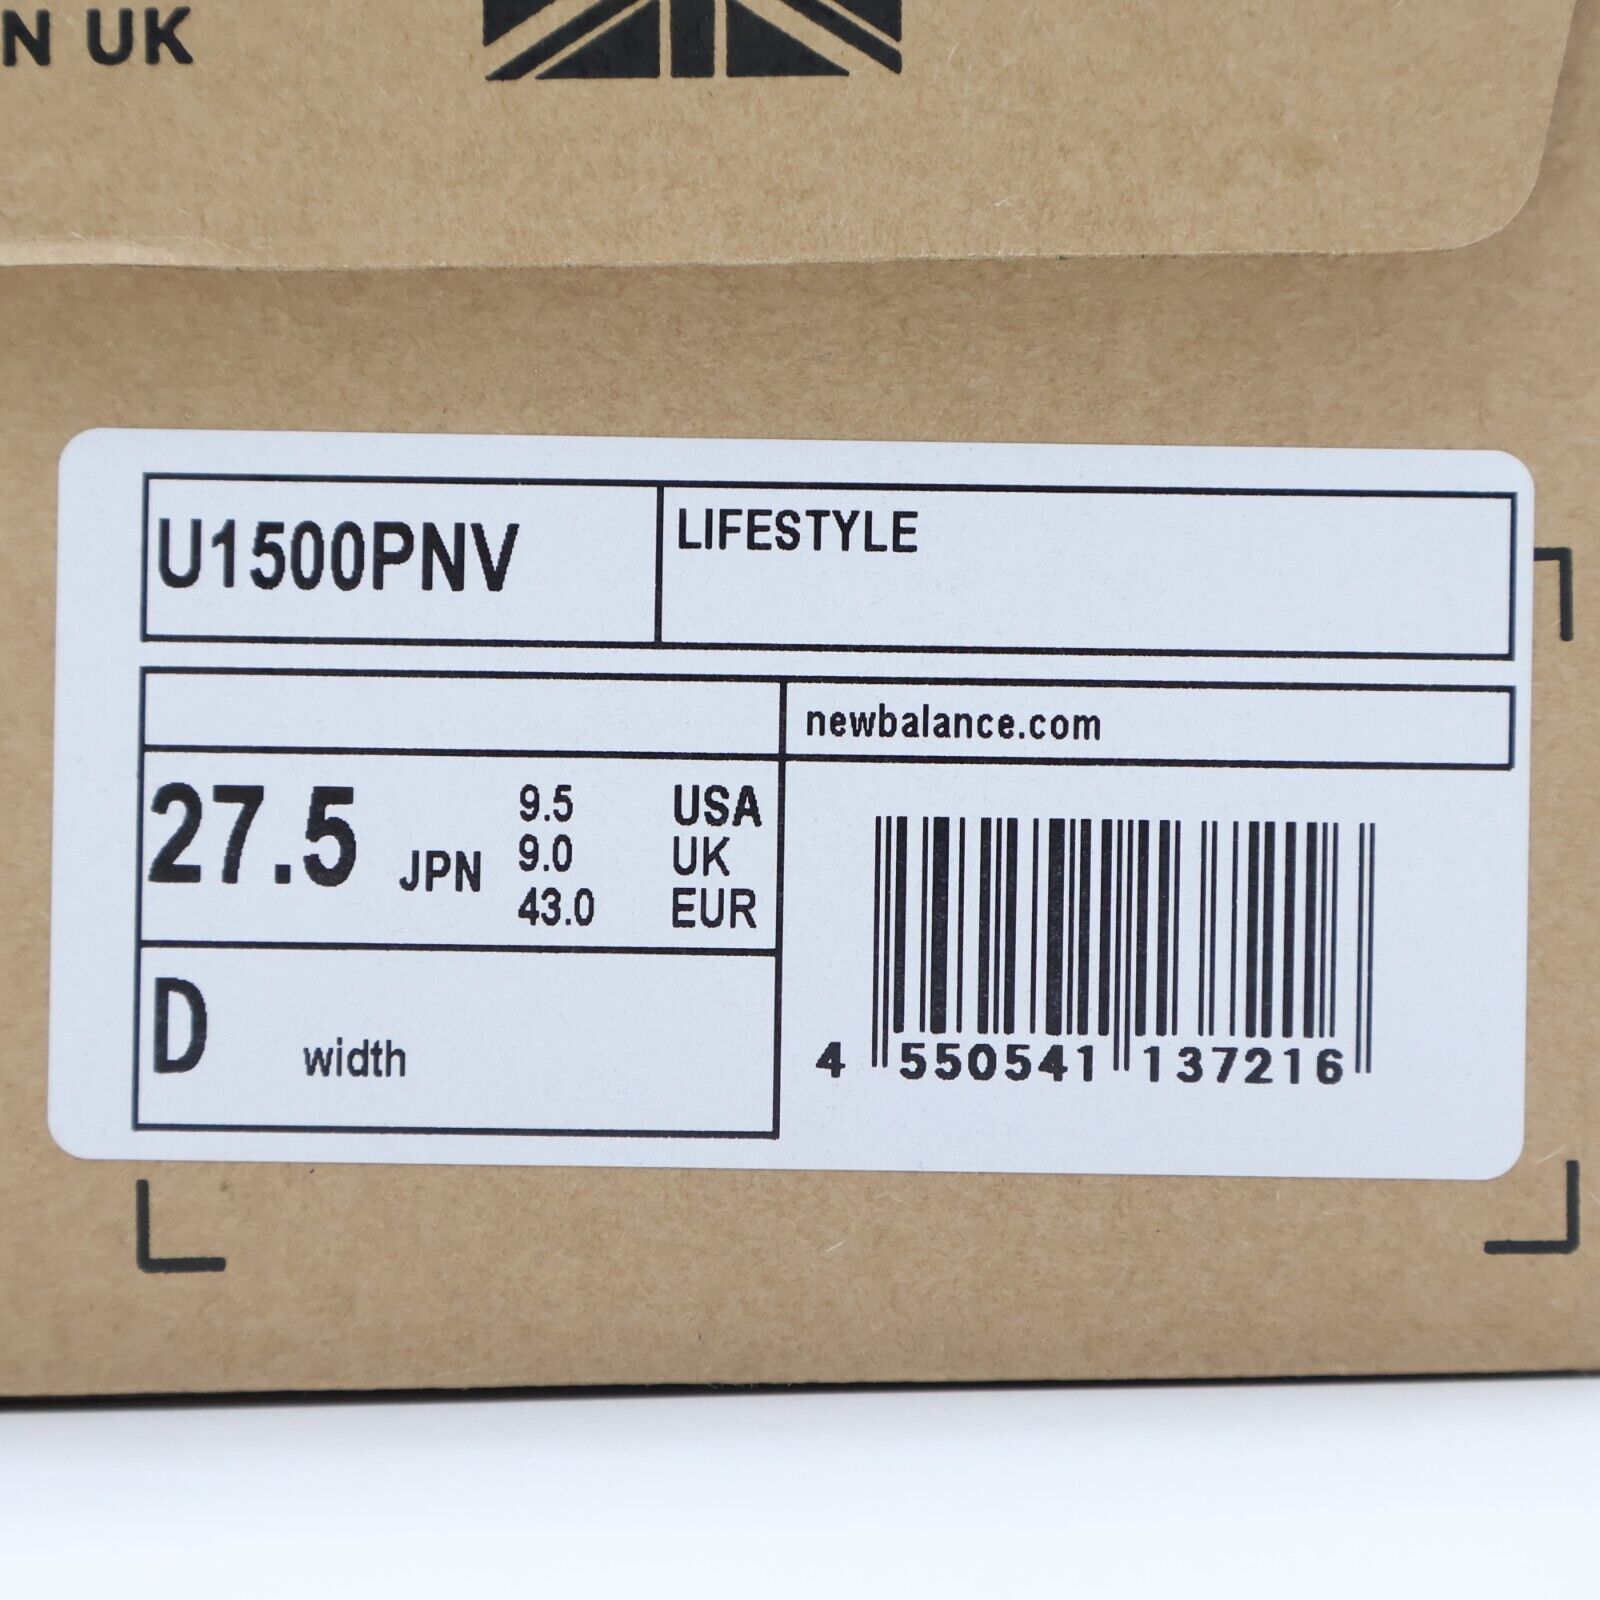 N UK
U1500PNV
LIFESTYLE
newbalance.com
27.5 JPN
9.5 USA
9.0 UK
43.0 EUR
D width
4 550541 137216